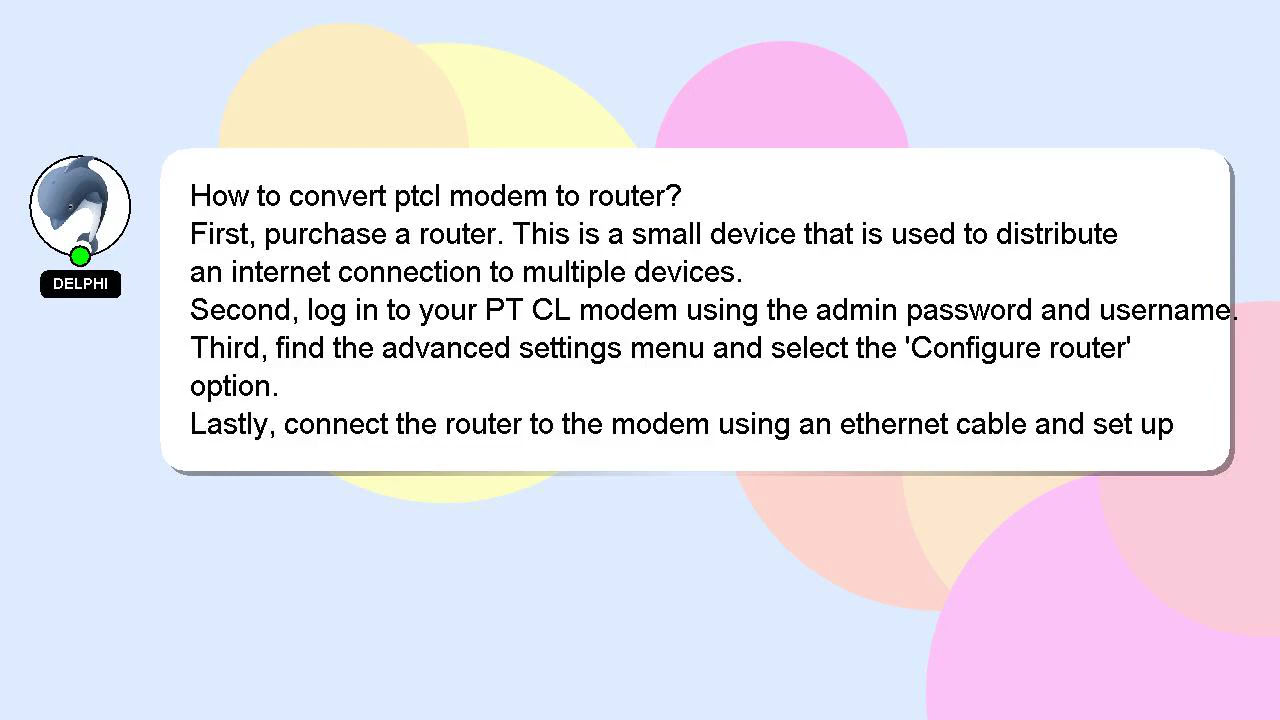 How to convert ptcl modem to router?
First, purchase a router. This is a small device that is used to distribute
an internet connection to multiple devices.
Second, log in to your PT CL modem using the admin password and username.
Third, find the advanced settings menu and select the 'Configure router'
option.
Lastly, connect the router to the modem using an ethernet cable and set up
DELPHI